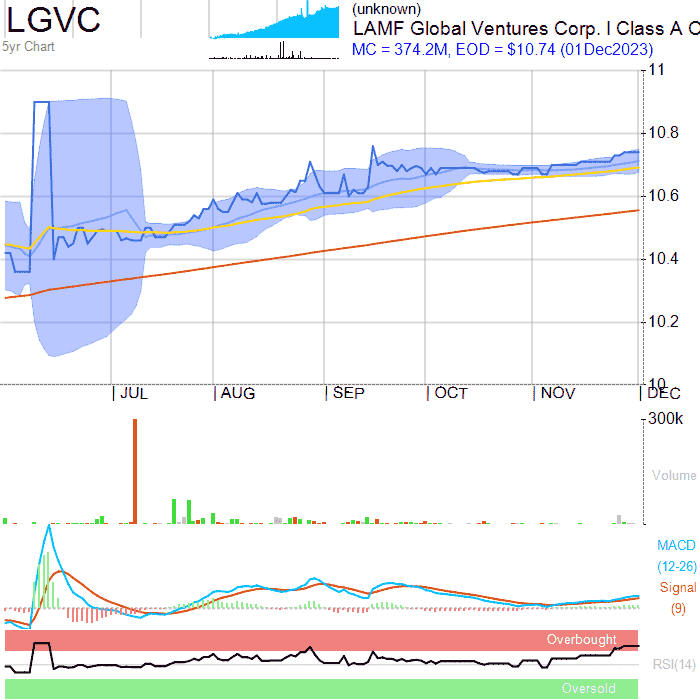 LGVC
5yr Chart
(unknown)
LAMF Global Ventures Corp. I Class A O
MC = 374.2M, EOD = $10.74 (01Dec2023)
11
10.8
10.6
10.4
10.2
10
JUL AUG SEP OCT NOV DEC
300k
Volume
MACD
(12-26)
Signal
(9)
Overbought
RSI(14)
Oversold